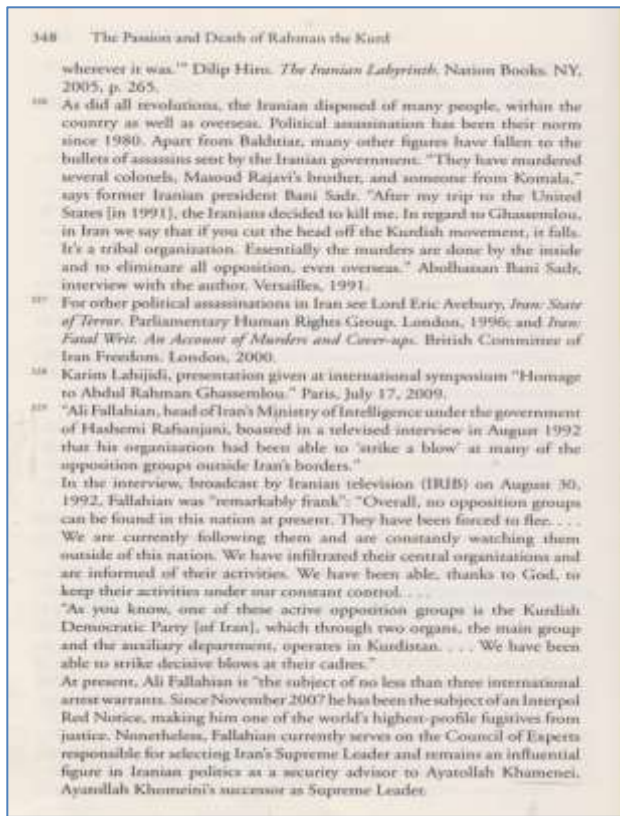 348 The Passion and Death of Rahman the Kurd
wherever it was.'" Dilip Hiro. The Iranian Labyrinth. Nation Books. NY,
2005, p. 265.
As did all revolutions, the Iranian disposed of many people, within the
country as well as overseas. Political assassination has been their norm
since 1980. Apart from Bakhtiar, many other figures have fallen to the
bullets of assassins sent by the Iranian government. "They have murdered
several colonels, Masoud Rajavi's brother, and someone from Komala,"
says former Iranian president Bani Sadr. "After my trip to the United
States [in 1991], the Iranians decided to kill me. In regard to Ghassemlou,
in Iran we say that if you cut the head off the Kurdish movement, it falls.
It's a tribal organization. Essentially the murders are done by the inside
and to eliminate all opposition, even overseas." Abolhassan Bani Sadr,
interview with the author. Versailles, 1991.
For other political assassinations in Iran see Lord Eric Avebury, Iran: State
of Terror. Parliamentary Human Rights Group. London, 1996; and Iran:
Fatal Writ. An Account of Murders and Cover-ups. British Committee of
Iran Freedom. London, 2000.
Karim Lahijidi, presentation given at international symposium "Homage
to Abdul Rahman Ghassemlou." Paris, July 17, 2009.
"Ali Fallahian, head of Iran's Ministry of Intelligence under the government
of Hashemi Rafsanjani, boasted in a televised interview in August 1992
that his organization had been able to 'strike a blow' at many of the
opposition groups outside Iran's borders."
In the interview, broadcast by Iranian television (IRIB) on August 30,
1992, Fallahian was "remarkably frank": "Overall, no opposition groups
can be found in this nation at present. They have been forced to flee. . . .
We are currently following them and are constantly watching them
outside of this nation. We have infiltrated their central organizations and
are informed of their activities. We have been able, thanks to God, to
keep their activities under our constant control. . . .
"As you know, one of these active opposition groups is the Kurdish
Democratic Party [of Iran], which through two organs, the main group
and the auxiliary department, operates in Kurdistan. . . . We have been
able to strike decisive blows at their cadres."
At present, Ali Fallahian is "the subject of no less than three international
arrest warrants. Since November 2007 he has been the subject of an Interpol
Red Notice, making him one of the world's highest-profile fugitives from
justice. Nonetheless, Fallahian currently serves on the Council of Experts
responsible for selecting Iran's Supreme Leader and remains an influential
figure in Iranian politics as a security advisor to Ayatollah Khamenei,
Ayatollah Khomeini's successor as Supreme Leader.